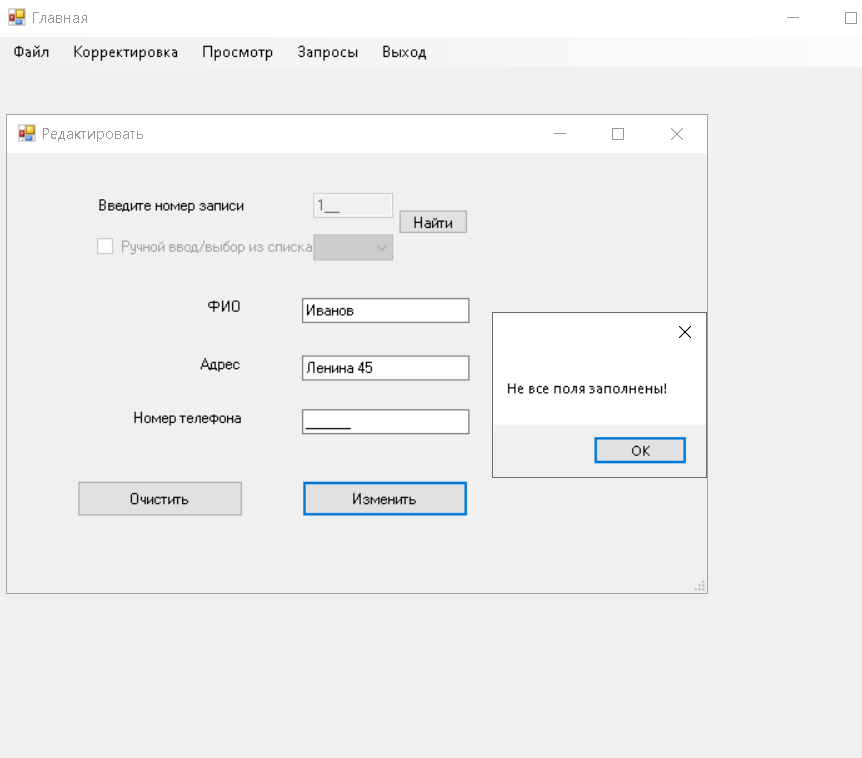 Главная
Файл Корректировка Просмотр Запросы Выход
Редактировать
Введите номер записи 1__
Найти
Ручной ввод/выбор из списка
ФИО Иванов
Адрес Ленина 45
Не все поля заполнены!
Номер телефона ______
OK
Очистить Изменить